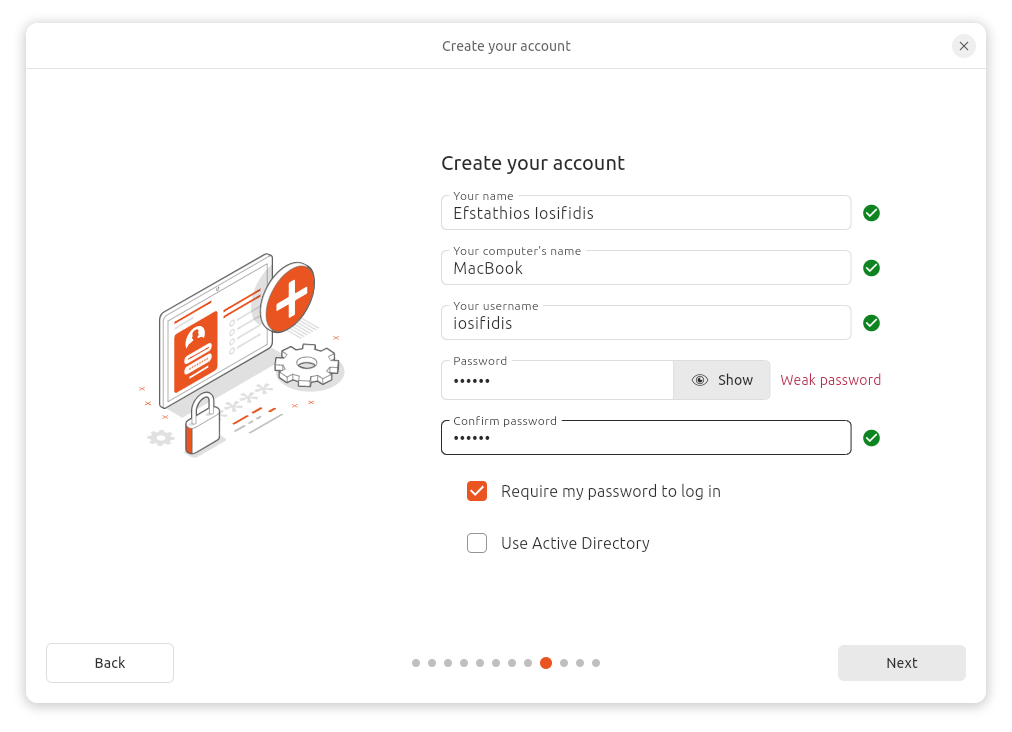 Create your account
Create your account
Your name
Efstathios Iosifidis
Your computer's name
MacBook
Your username
iosifidis
Password
••••••
Show
Weak password
Confirm password
••••••
Require my password to log in
Use Active Directory
Back
Next